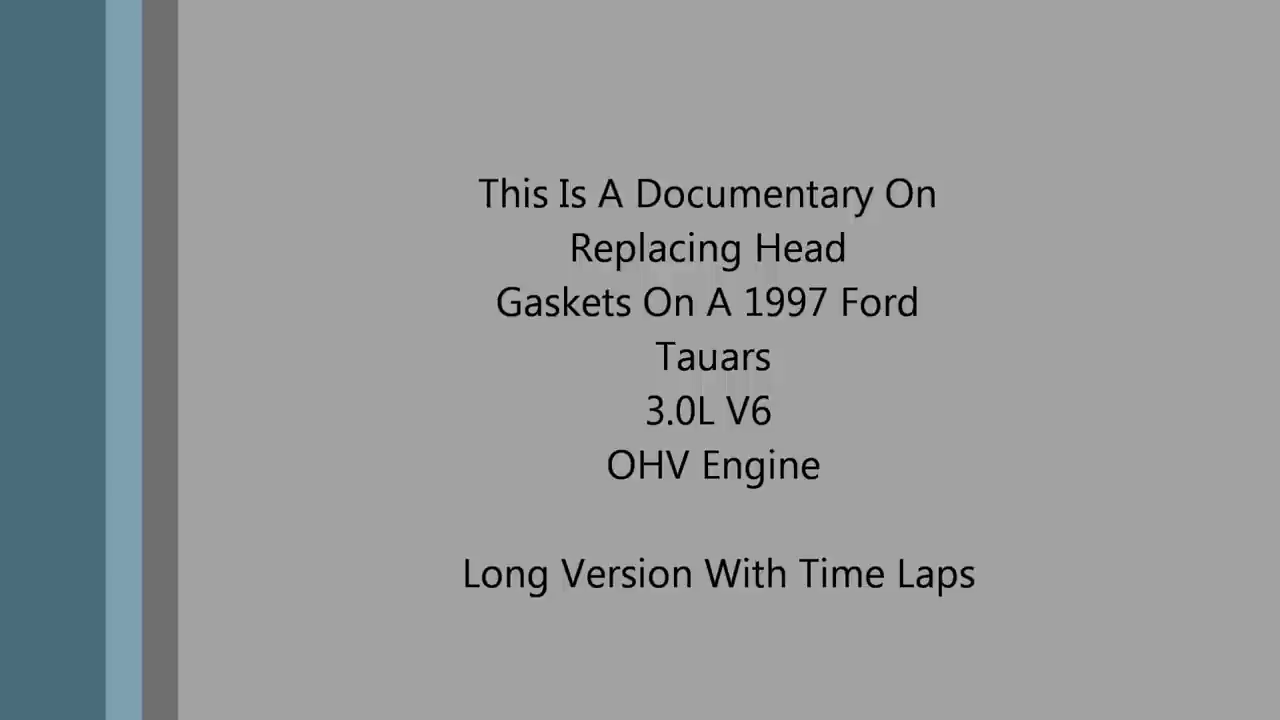 This Is A Documentary On
Replacing Head
Gaskets On A 1997 Ford
Tauars
3.0L V6
OHV Engine
Long Version With Time Laps